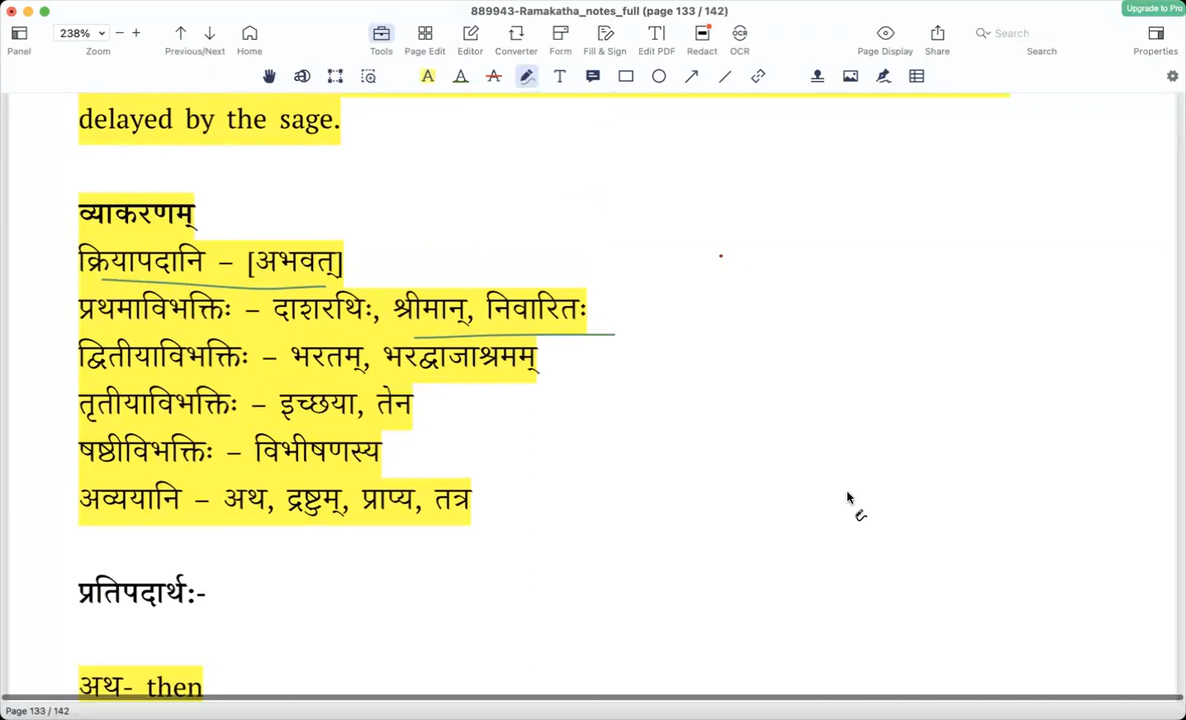 889943-Ramakatha_notes_full (page 133 / 142)
Upgrade to Pro
Panel
238%
Zoom
Previous/Next
Home
Tools
Page Edit
Editor
Converter
Form
Fill & Sign
Edit PDF
Redact
OCR
Page Display
Share
Search
Search
Properties
delayed by the sage.
व्याकरणम्
क्रियापदानि – [अभवत्]
प्रथमाविभक्तिः – दाशरथिः, श्रीमान्, निवारितः
द्वितीयाविभक्तिः – भरतम्, भरद्वाजाश्रमम्
तृतीयाविभक्तिः – इच्छया, तेन
षष्ठीविभक्तिः – विभीषणस्य
अव्ययानि – अथ, द्रष्टुम्, प्राप्य, तत्र
प्रतिपदार्थ:-
अथ- then
Page 133 / 142